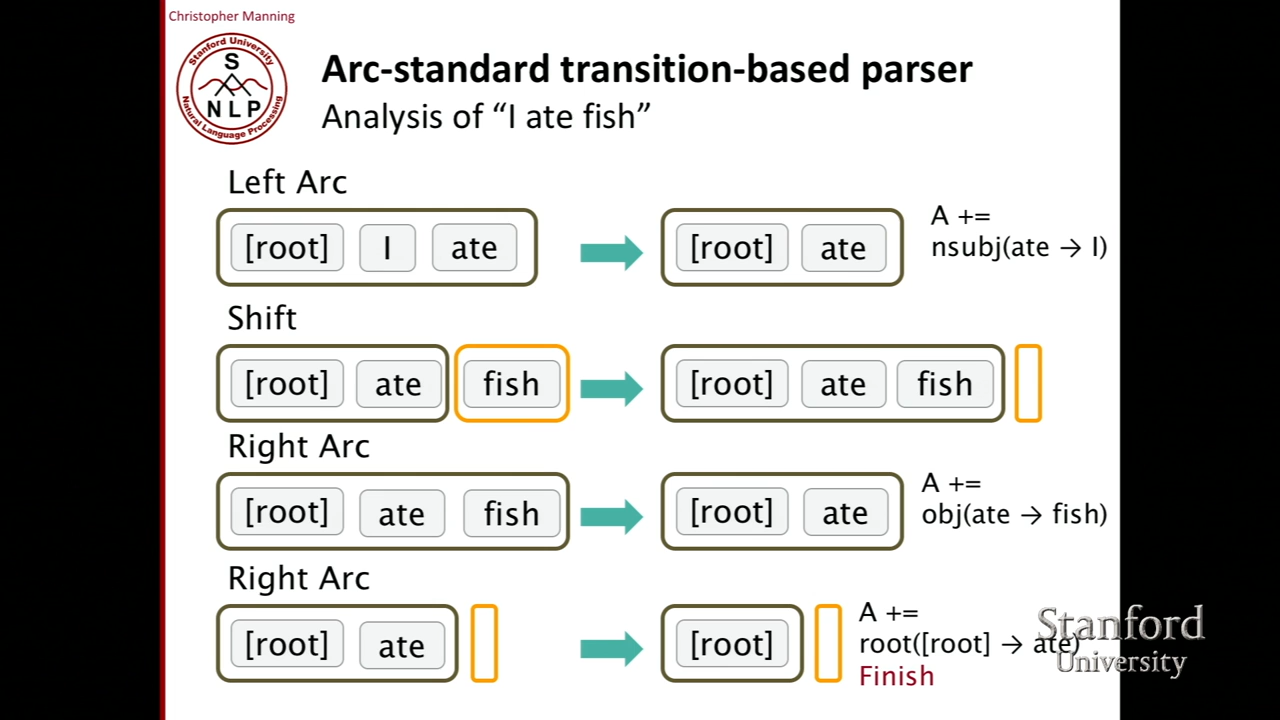 Christopher Manning
Stanford University
S
NLP
Natural Language Processing
Arc-standard transition-based parser
Analysis of “I ate fish”
Left Arc
[root] I ate [root] ate
A +=
nsubj(ate → I)
Shift
[root] ate fish [root] ate fish
Right Arc
[root] ate fish [root] ate
A +=
obj(ate → fish)
Right Arc
[root] ate [root]
A +=
root([root] → ate)
Finish
Stanford
University